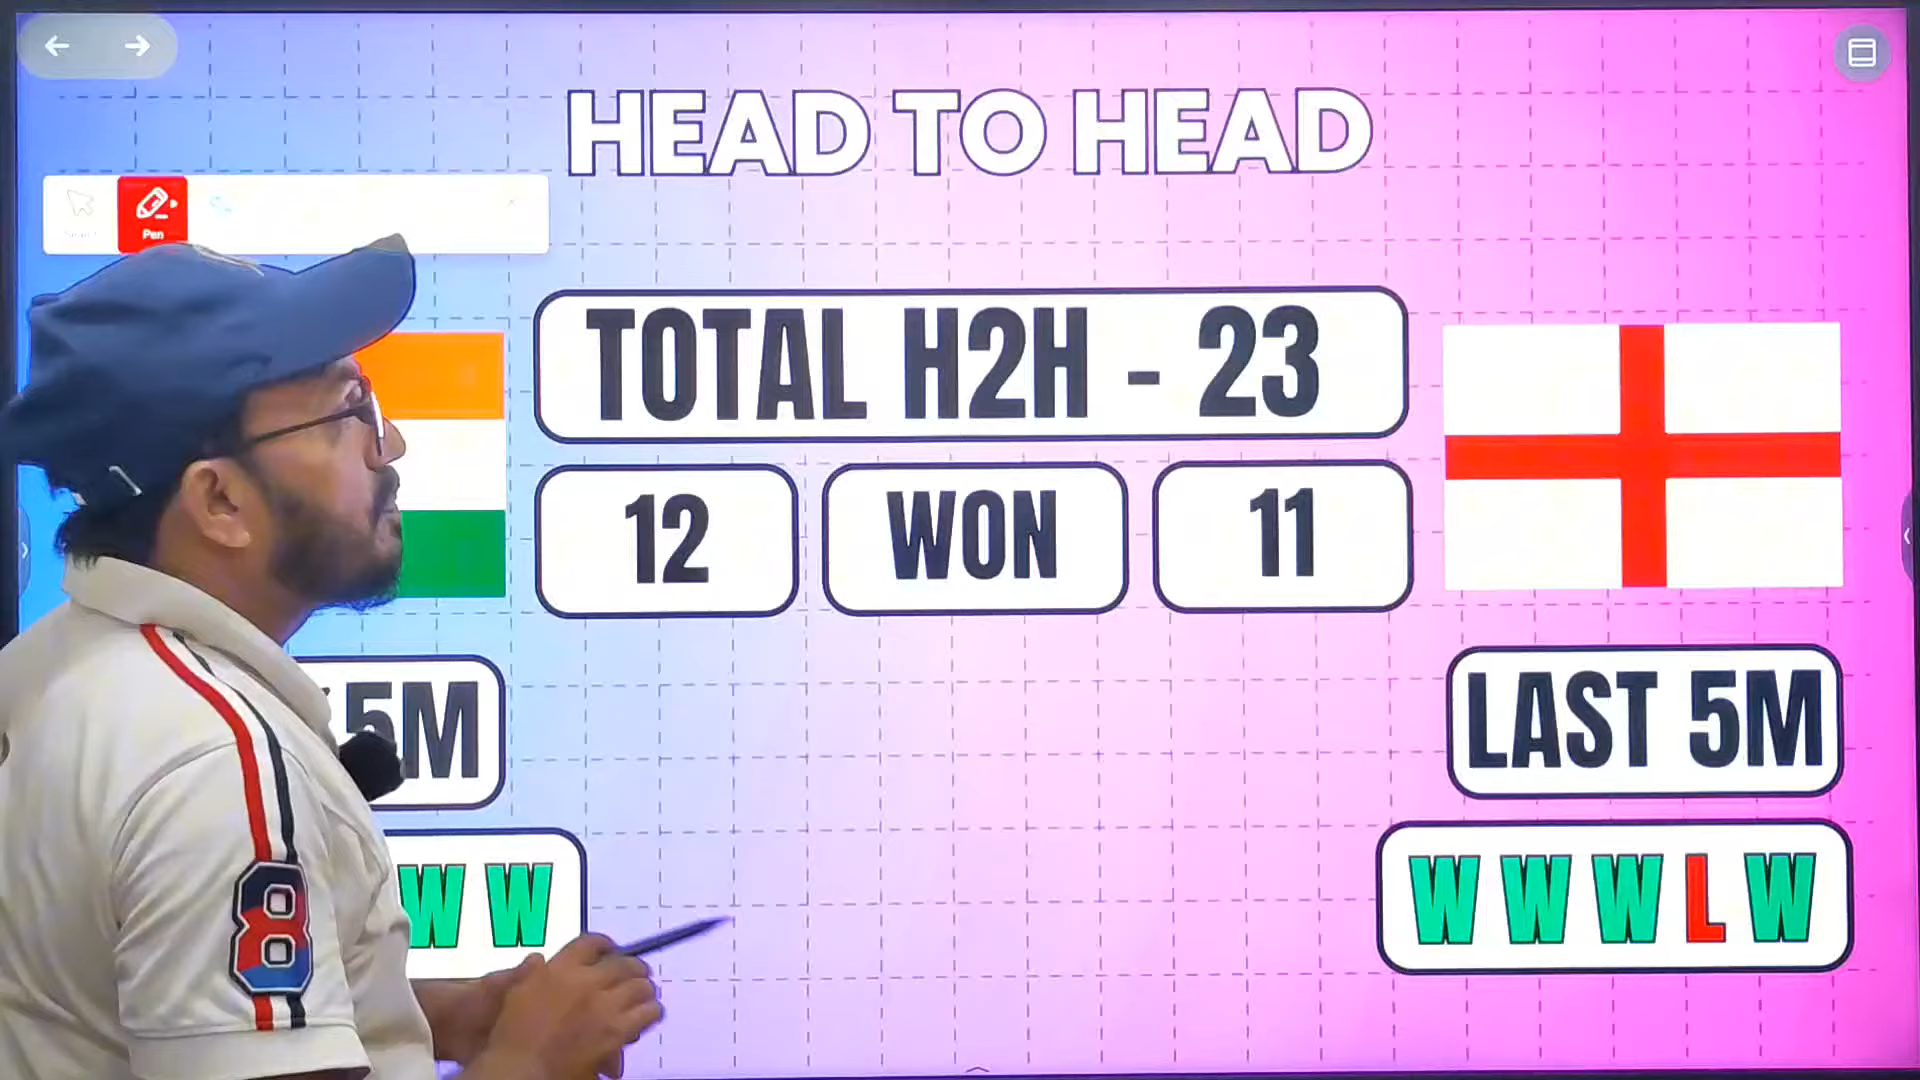 HEAD TO HEAD
Pen
TOTAL H2H - 23
12 WON 11
5M
LAST 5M
W W
W W W L W
8